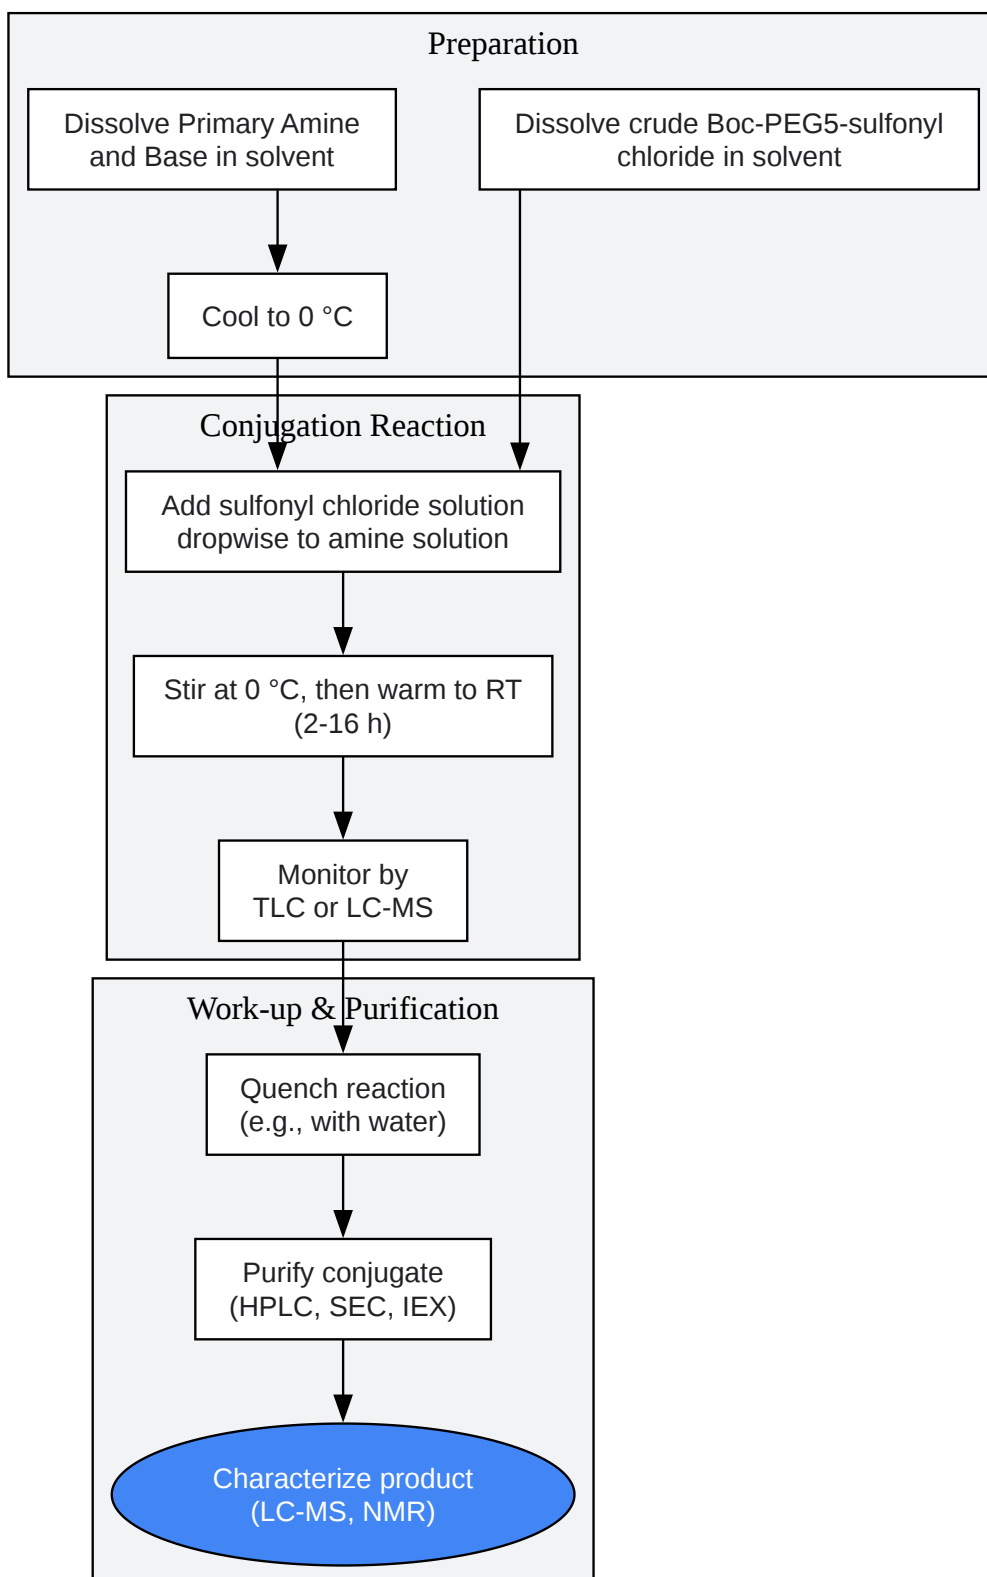 Preparation
Dissolve Primary Amine
and Base in solvent
Dissolve crude Boc-PEG5-sulfonyl
chloride in solvent
Cool to 0 °C
Conjugation Reaction
Add sulfonyl chloride solution
dropwise to amine solution
Stir at 0 °C, then warm to RT
(2-16 h)
Monitor by
TLC or LC-MS
Work-up & Purification
Quench reaction
(e.g., with water)
Purify conjugate
(HPLC, SEC, IEX)
Characterize product
(LC-MS, NMR)